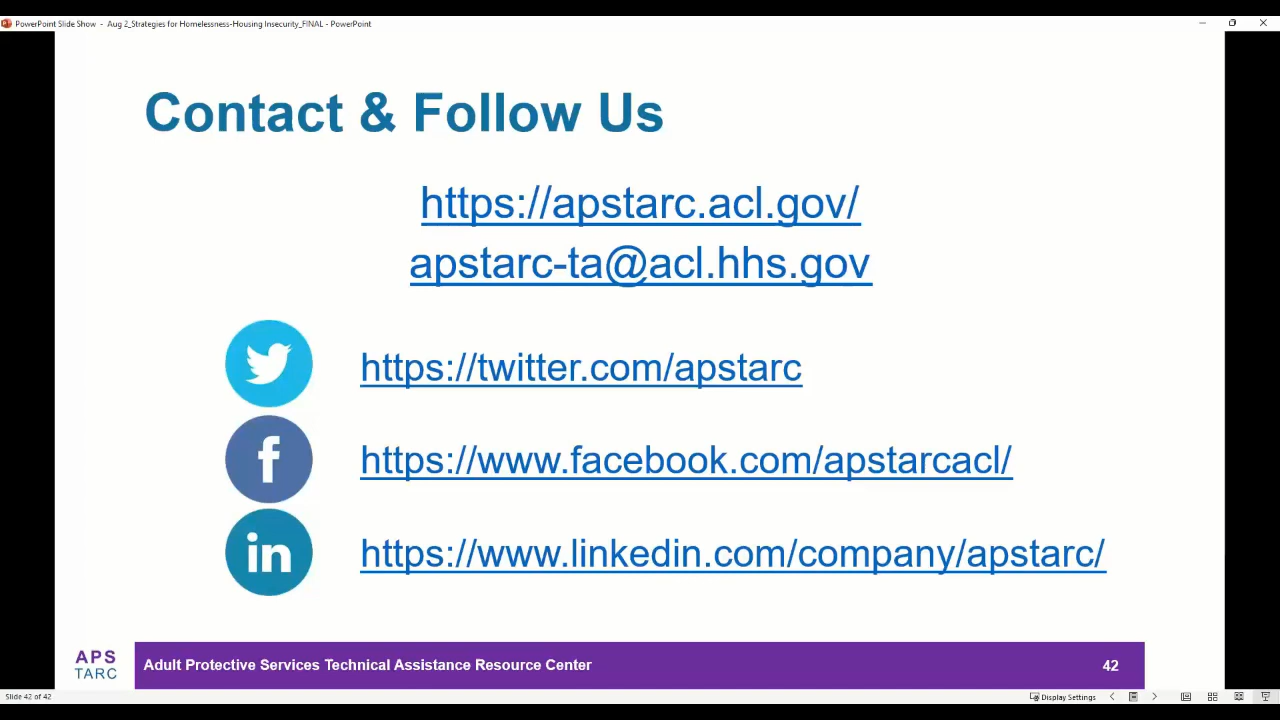 PowerPoint Slide Show - Aug 2_Strategies for Homelessness-Housing Insecurity_FINAL - PowerPoint
Contact & Follow Us
https://apstarc.acl.gov/
apstarc-ta@acl.hhs.gov
https://twitter.com/apstarc
f
https://www.facebook.com/apstarcacl/
in
https://www.linkedin.com/company/apstarc/
APS
TARC
Adult Protective Services Technical Assistance Resource Center
42
Slide 42 of 42
Display Settings